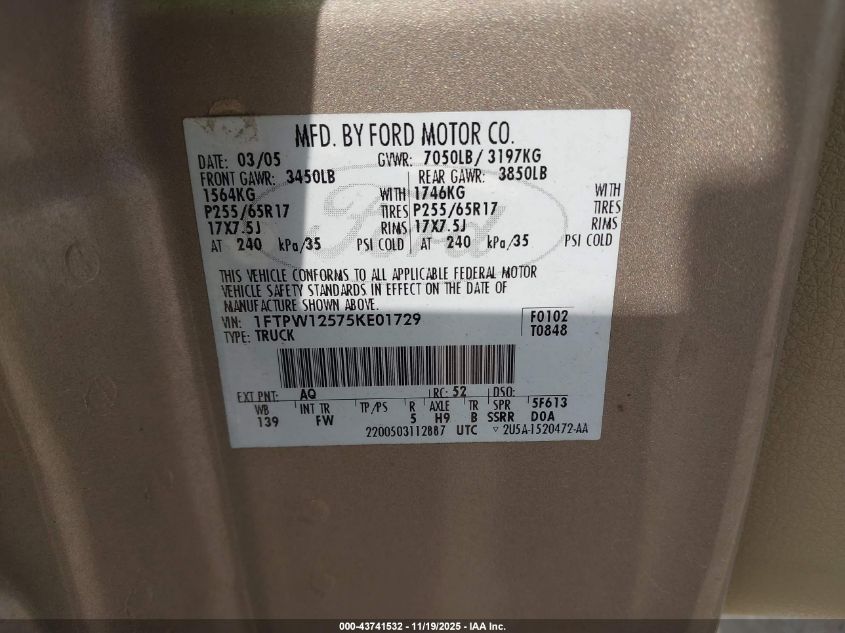 MFD. BY FORD MOTOR CO.
DATE: 03/05 GVWR: 7050LB/ 3197KG
FRONT GAWR: 3450LB REAR GAWR: 3850LB
1564KG WITH 1746KG WITH
P255/65R17 TIRES P255/65R17 TIRES
17X7.5J RIMS 17X7.5J RIMS
AT 240 kPa/35 PSI COLD AT 240 kPa/35 PSI COLD
Ford
THIS VEHICLE CONFORMS TO ALL APPLICABLE FEDERAL MOTOR
VEHICLE SAFETY STANDARDS IN EFFECT ON THE DATE OF
MANUFACTURE SHOWN ABOVE.
VIN: 1FTPW12575KE01729 F0102
TYPE: TRUCK T0848
EXT PNT: AQ RC: 52 DSO:
WB INT TR TP/PS R AXLE TR SPR 5F613
139 FW 5 H9 B SSRR D0A
2200503112887 UTC ▽ 2U5A-1520472-AA
000-43741532 - 11/19/2025 - IAA Inc.